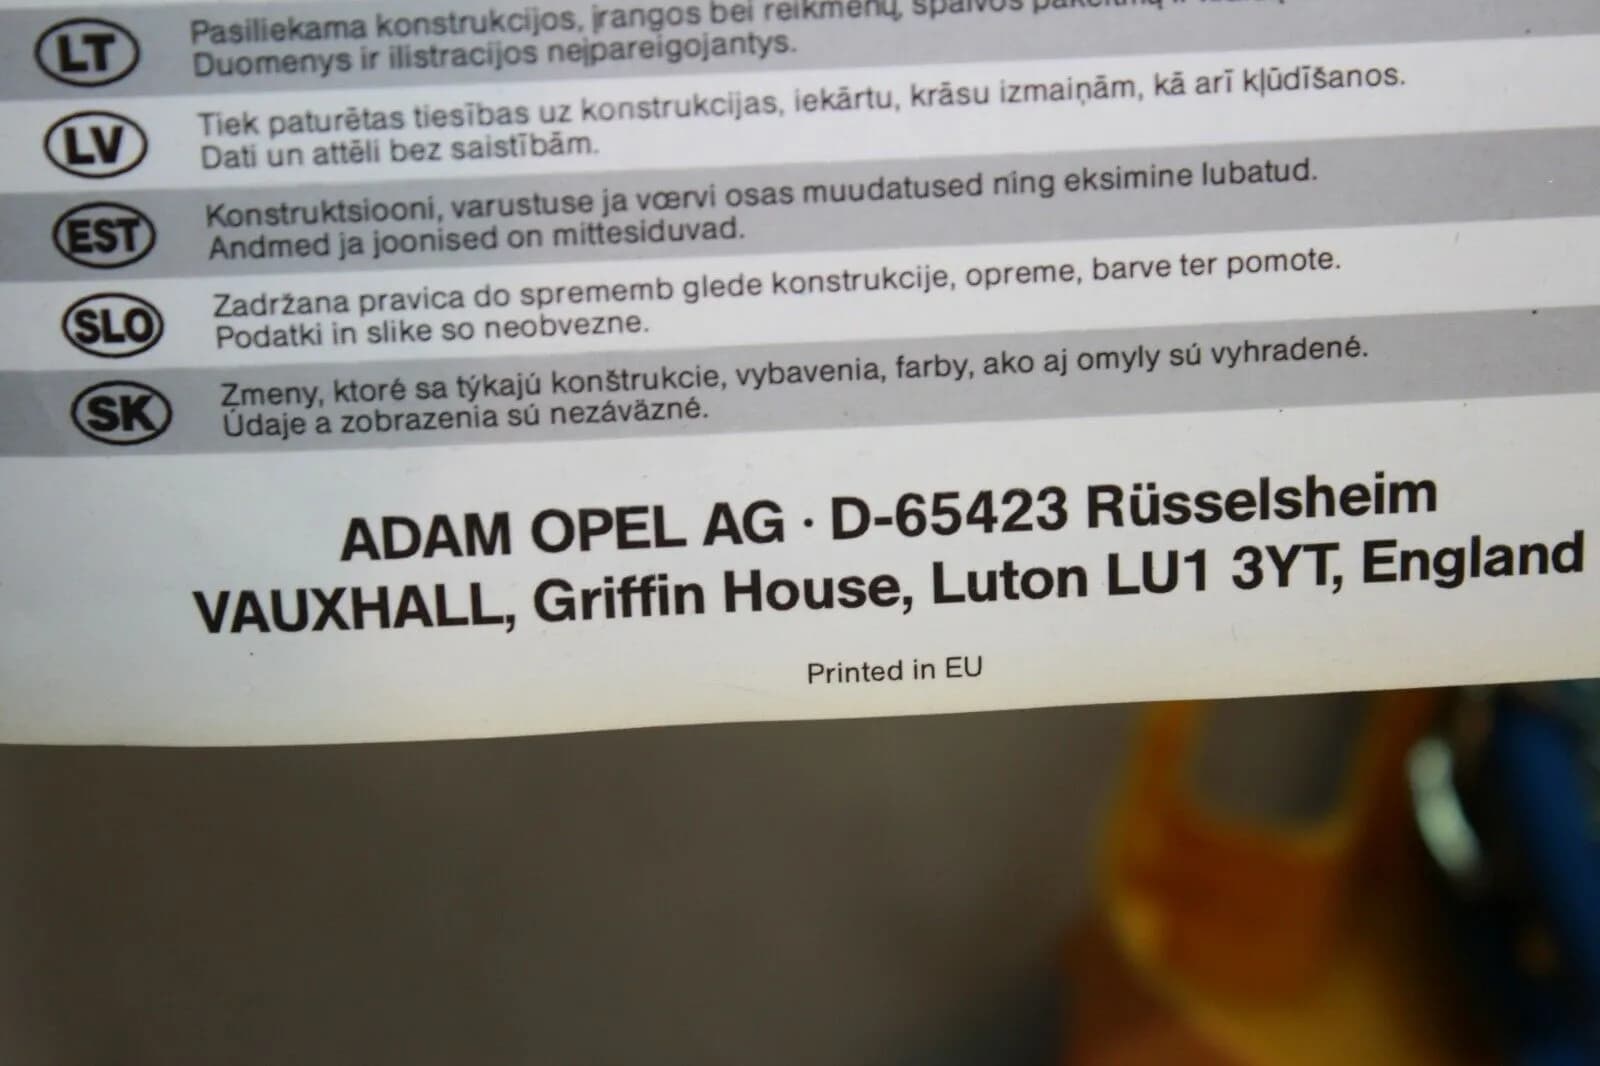 LT
Pasiliekama konstrukcijos, įrangos bei reikmenų, spalvos
Duomenys ir ilistracijos neįpareigojantys.
LV
Tiek paturētas tiesības uz konstrukcijas, iekārtu, krāsu izmaiņām, kā arī kļūdīšanos.
Dati un attēli bez saistībām.
EST
Konstruktsiooni, varustuse ja vœrvi osas muudatused ning eksimine lubatud.
Andmed ja joonised on mittesiduvad.
SLO
Zadržana pravica do sprememb glede konstrukcije, opreme, barve ter pomote.
Podatki in slike so neobvezne.
SK
Zmeny, ktoré sa týkajú konštrukcie, vybavenia, farby, ako aj omyly sú vyhradené.
Údaje a zobrazenia sú nezáväzné.
ADAM OPEL AG · D-65423 Rüsselsheim
VAUXHALL, Griffin House, Luton LU1 3YT, England
Printed in EU